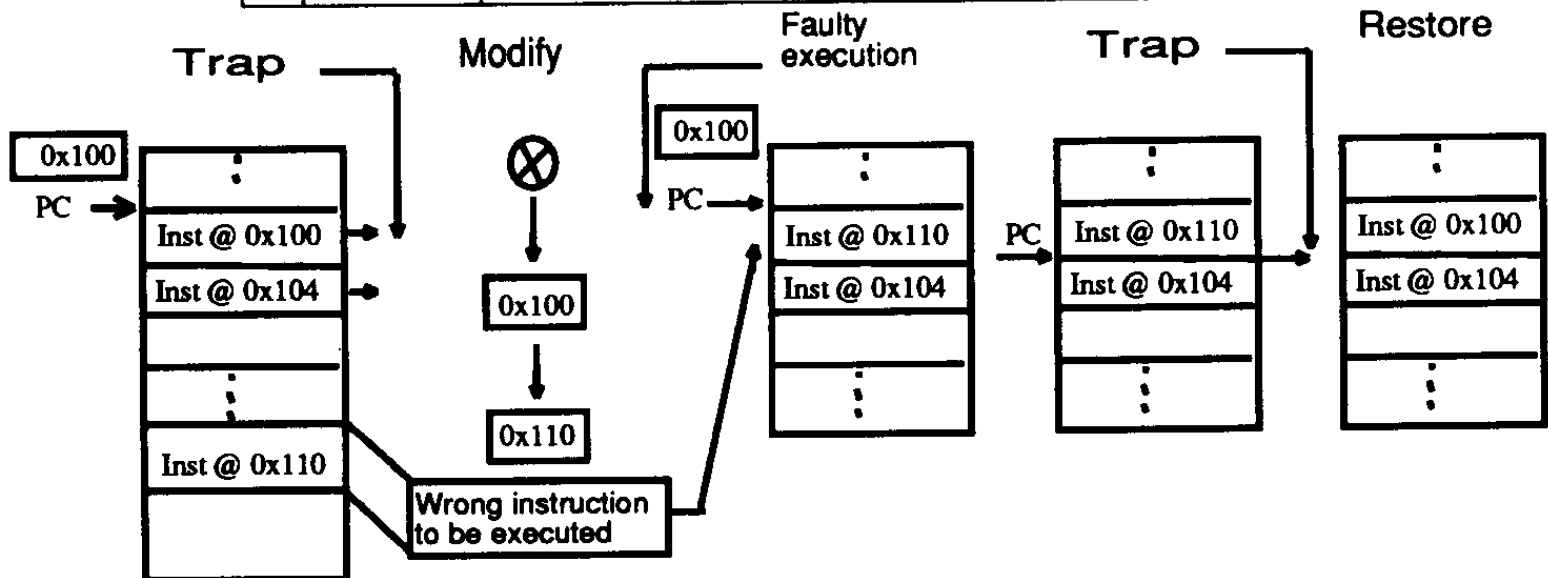 Trap
Modify
Faulty
execution
Trap
Restore
0x100
PC
Inst @ 0x100
Inst @ 0x104
Inst @ 0x110
0x100
0x110
Wrong instruction
to be executed
0x100
PC
Inst @ 0x110
Inst @ 0x104
PC
Inst @ 0x110
Inst @ 0x104
Inst @ 0x100
Inst @ 0x104